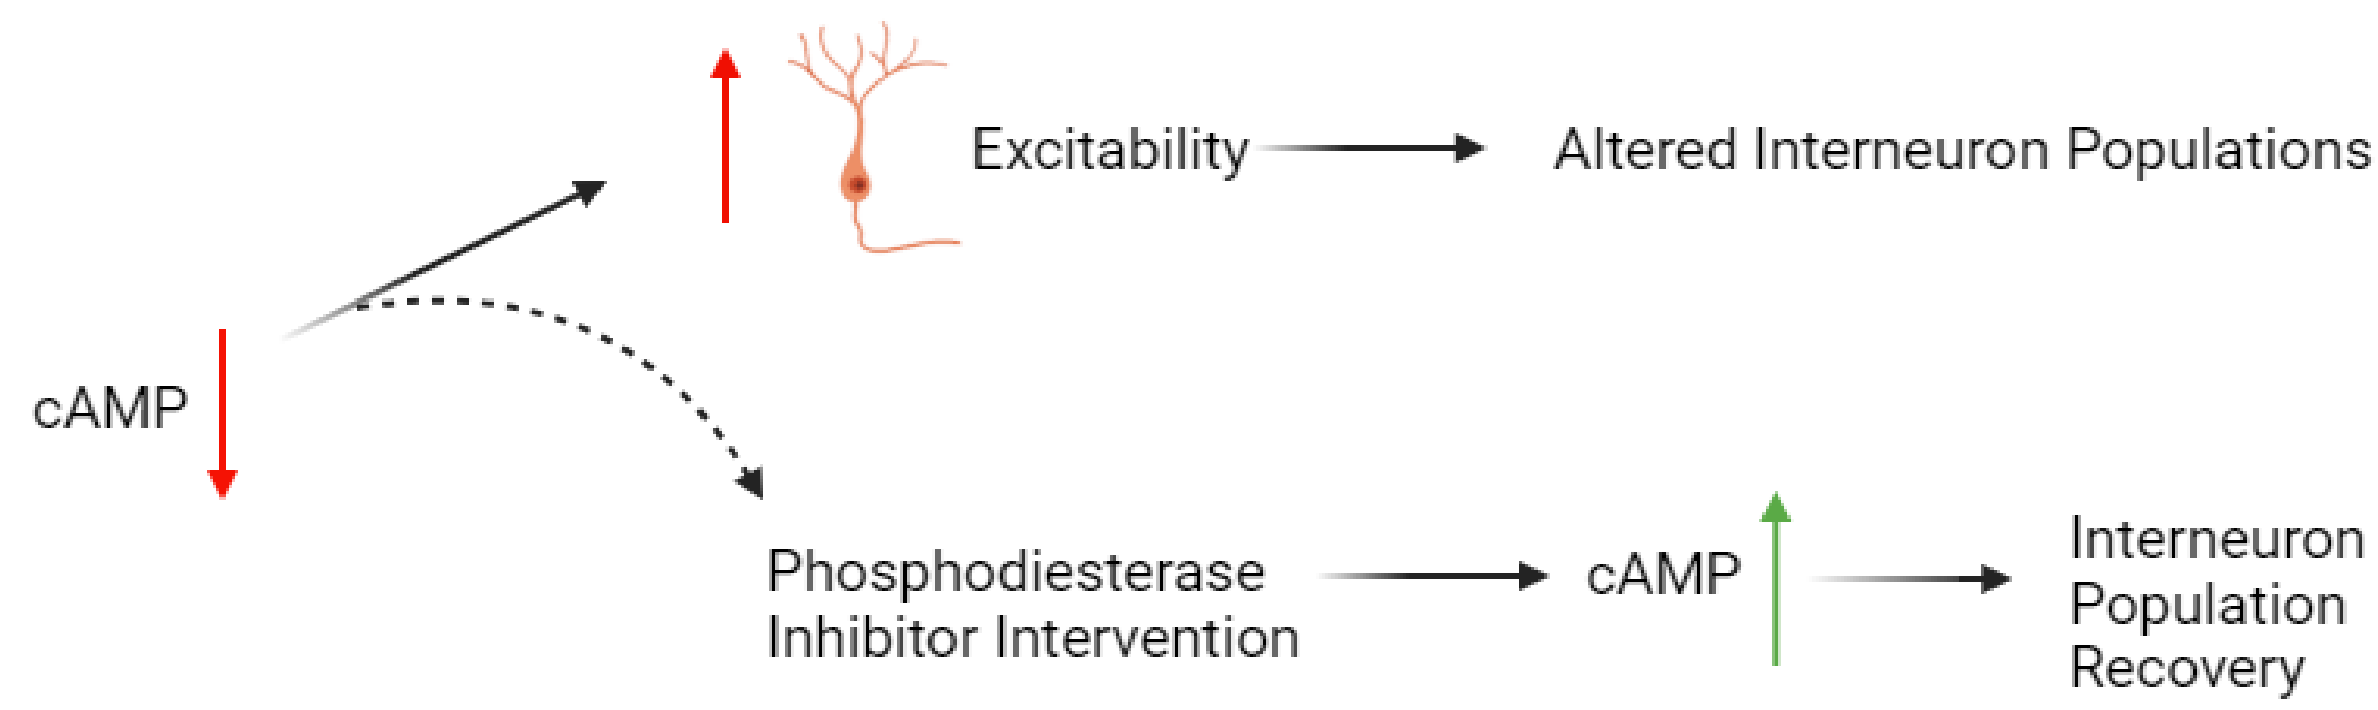 Excitability
Altered Interneuron Populations
cAMP
Phosphodiesterase
Inhibitor Intervention
cAMP
Interneuron
Population
Recovery